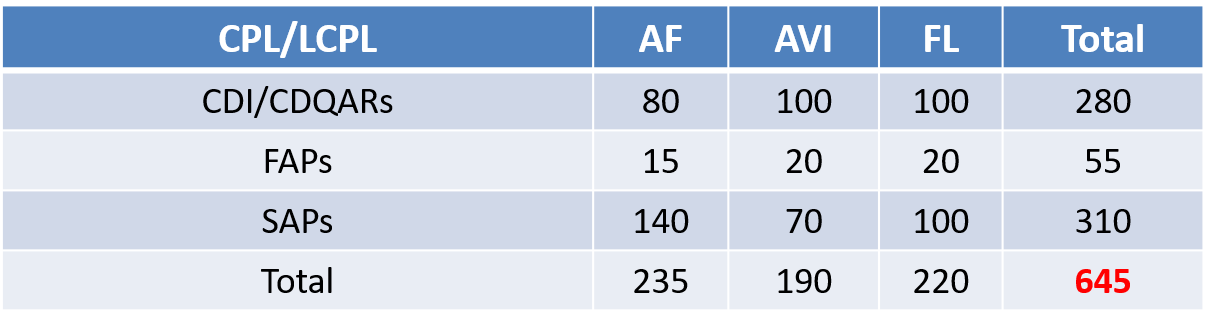 CPL/LCPL AF AVI FL Total
CDI/CDQARs 80 100 100 280
FAPs 15 20 20 55
SAPs 140 70 100 310
Total 235 190 220 645